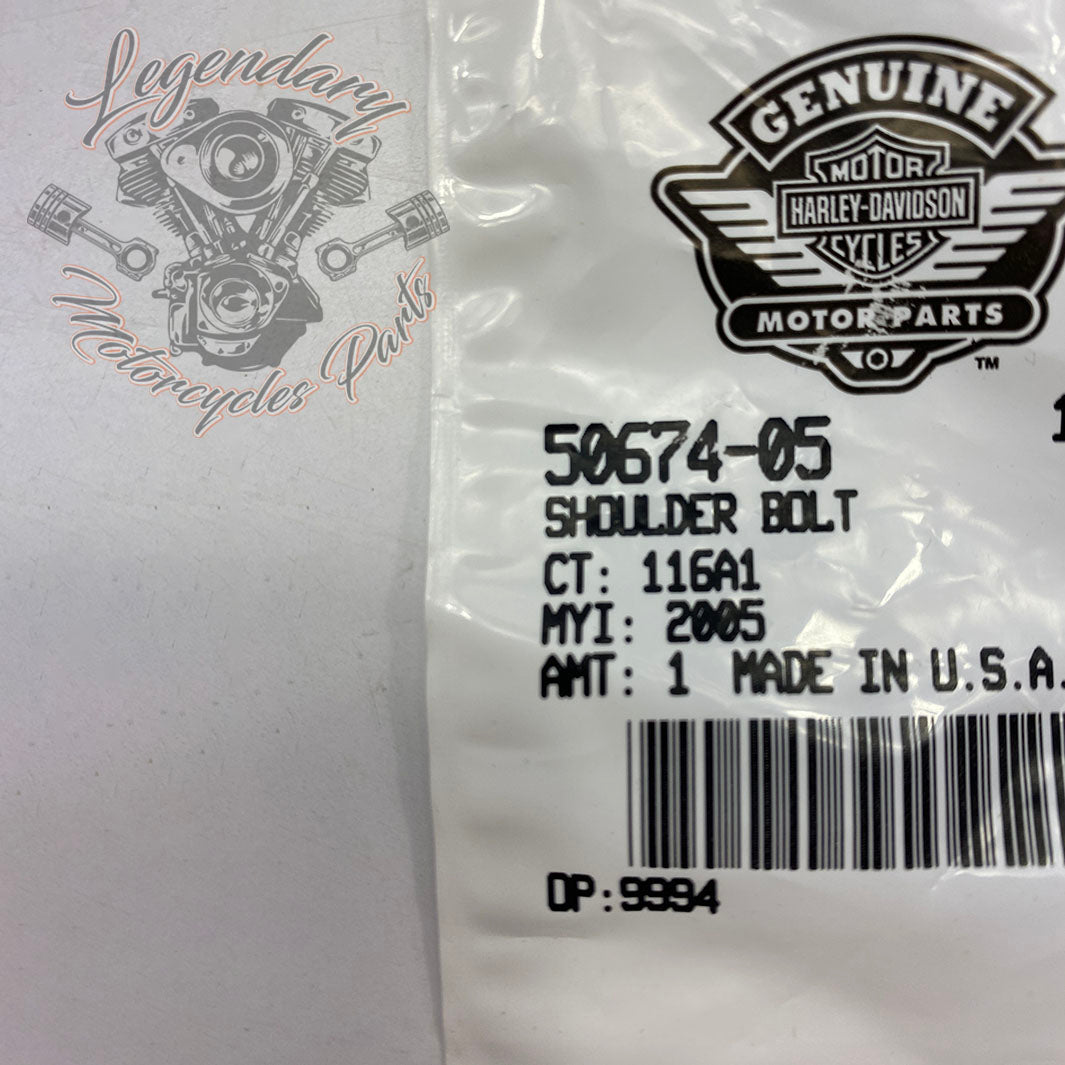 Legendary
Motorcycles Parts
GENUINE
MOTOR
HARLEY-DAVIDSON
CYCLES
MOTOR PARTS
TM
50674-05
SHOULDER BOLT
CT: 116A1
MYI: 2005
AMT: 1 MADE IN U.S.A.
OP:9994